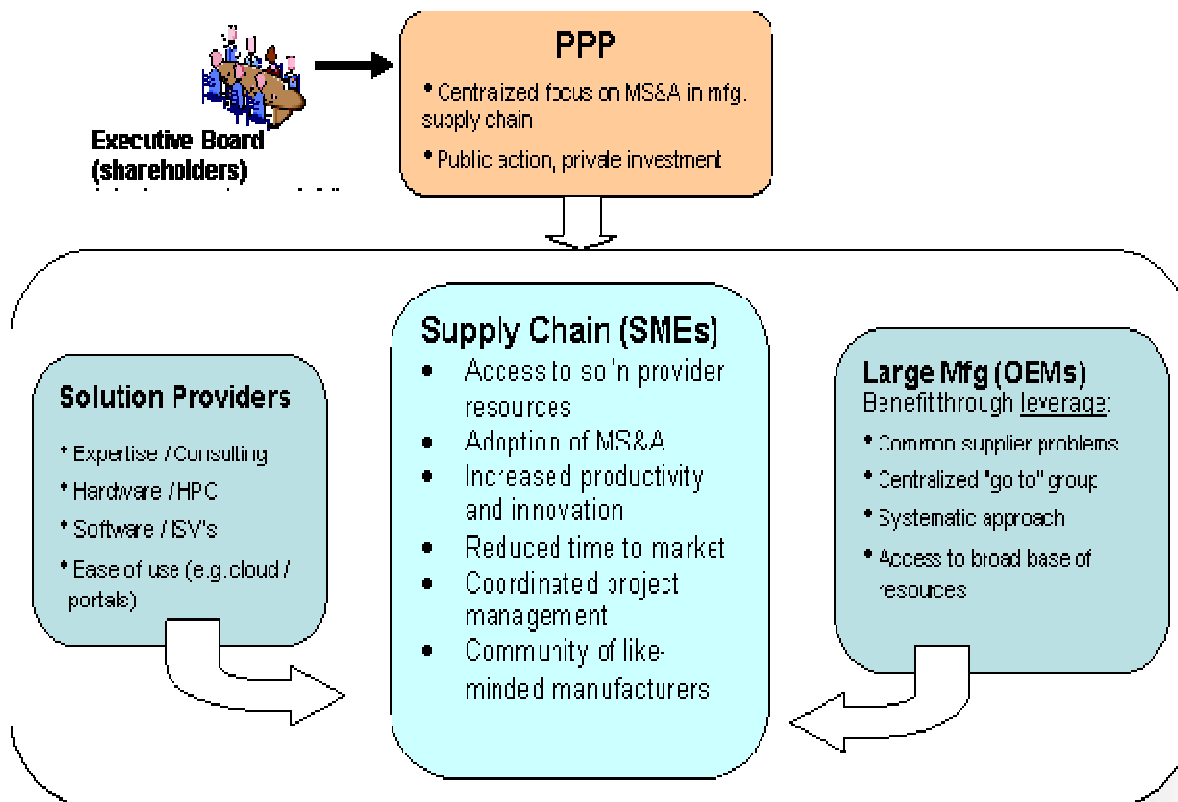 PPP
• Centralized focus on MS&A in mfg.
supply chain
• Public action, private investment
Executive Board
(shareholders)
Solution Providers
* Expertise / Consulting
* Hardware / HPC
* Software / ISV's
* Ease of use (e.g. cloud /
portals)
Supply Chain (SMEs)
• Access to so'n provider
resources
• Adoption of MS&A
• Increased productivity
and innovation
• Reduced time to market
• Coordinated project
management
• Community of like-
minded manufacturers
Large Mfg (OEMs)
Benefit through leverage:
• Common supplier problems
• Centralized "go to" group
• Systematic approach
• Access to broad base of
resources